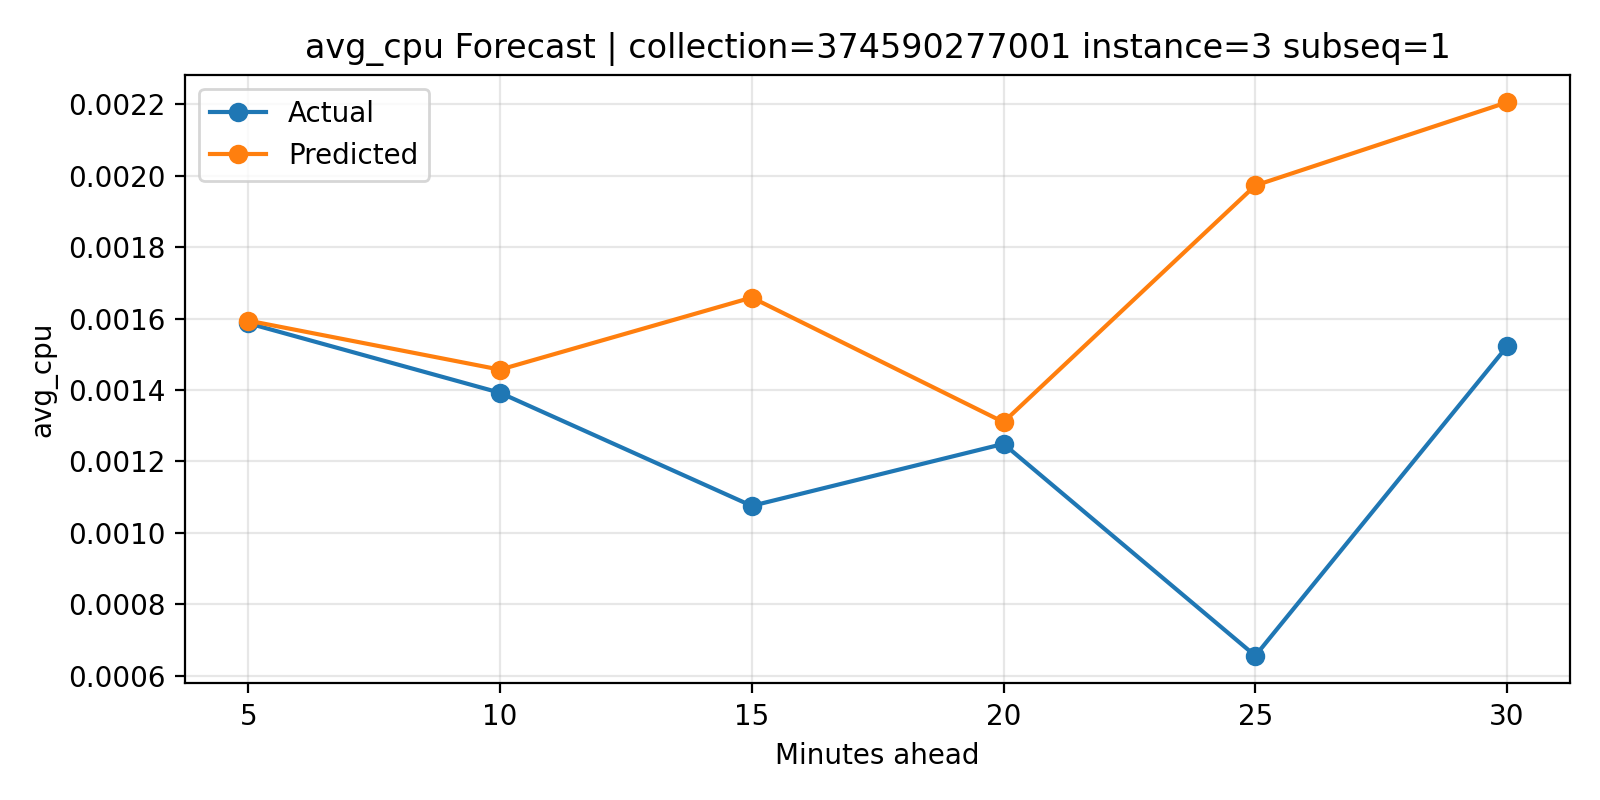 avg_cpu Forecast | collection=374590277001 instance=3 subseq=1
Actual
Predicted
0.0022
0.0020
0.0018
0.0016
0.0014
0.0012
0.0010
0.0008
0.0006
avg_cpu
5 10 15 20 25 30
Minutes ahead